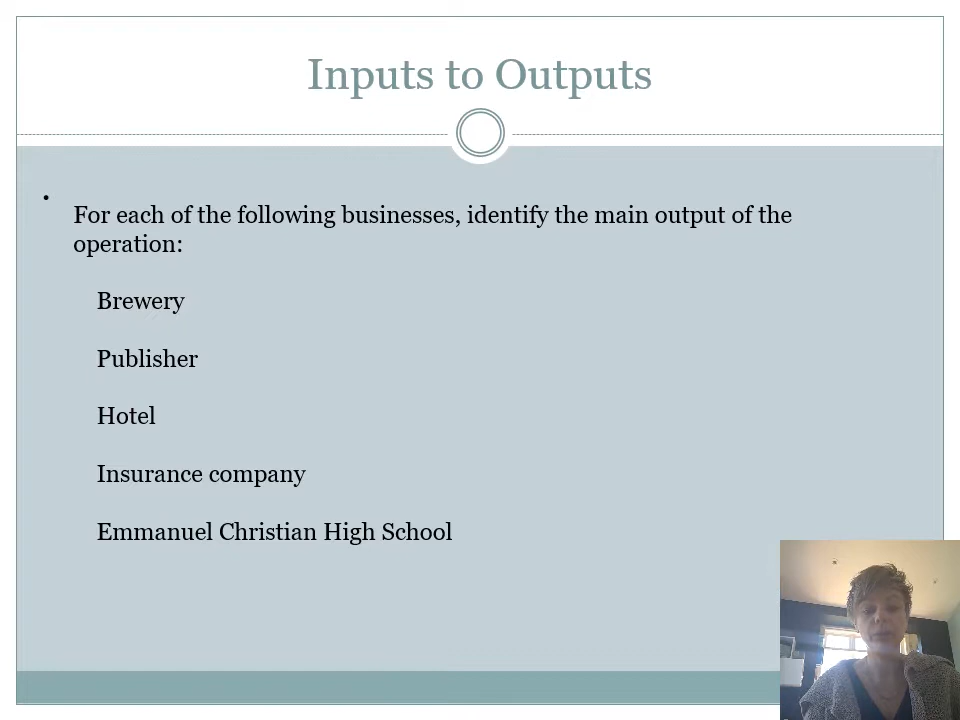 Inputs to Outputs
• For each of the following businesses, identify the main output of the
operation:
Brewery
Publisher
Hotel
Insurance company
Emmanuel Christian High School